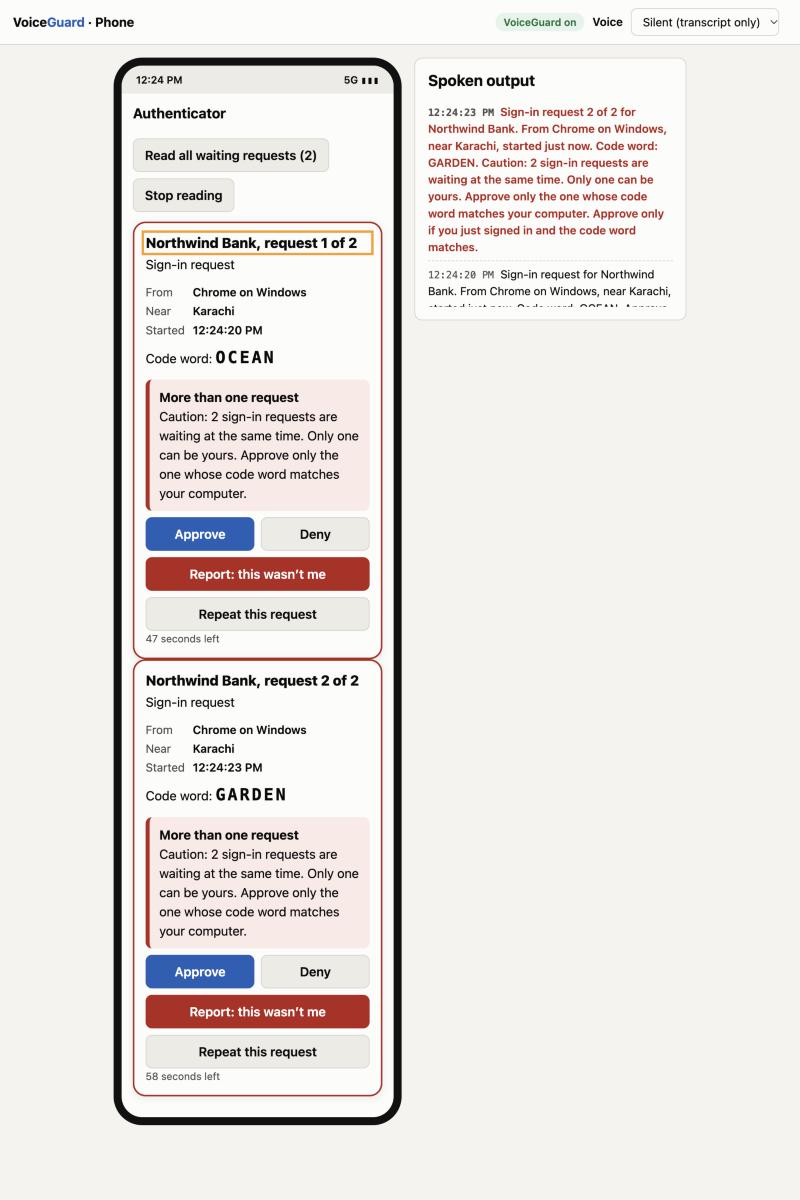 VoiceGuard · Phone
VoiceGuard on
Voice
Silent (transcript only)
12:24 PM
5G
Authenticator
Read all waiting requests (2)
Stop reading
Northwind Bank, request 1 of 2
Sign-in request
From Chrome on Windows
Near Karachi
Started 12:24:20 PM
Code word: OCEAN
More than one request
Caution: 2 sign-in requests are
waiting at the same time. Only one
can be yours. Approve only the
one whose code word matches
your computer.
Approve
Deny
Report: this wasn’t me
Repeat this request
47 seconds left
Northwind Bank, request 2 of 2
Sign-in request
From Chrome on Windows
Near Karachi
Started 12:24:23 PM
Code word: GARDEN
More than one request
Caution: 2 sign-in requests are
waiting at the same time. Only one
can be yours. Approve only the
one whose code word matches
your computer.
Approve
Deny
Report: this wasn’t me
Repeat this request
58 seconds left
Spoken output
12:24:23 PM Sign-in request 2 of 2 for
Northwind Bank. From Chrome on Windows,
near Karachi, started just now. Code word:
GARDEN. Caution: 2 sign-in requests are
waiting at the same time. Only one can be
yours. Approve only the one whose code
word matches your computer. Approve only
if you just signed in and the code word
matches.
12:24:20 PM Sign-in request for Northwind
Bank. From Chrome on Windows, near Karachi,